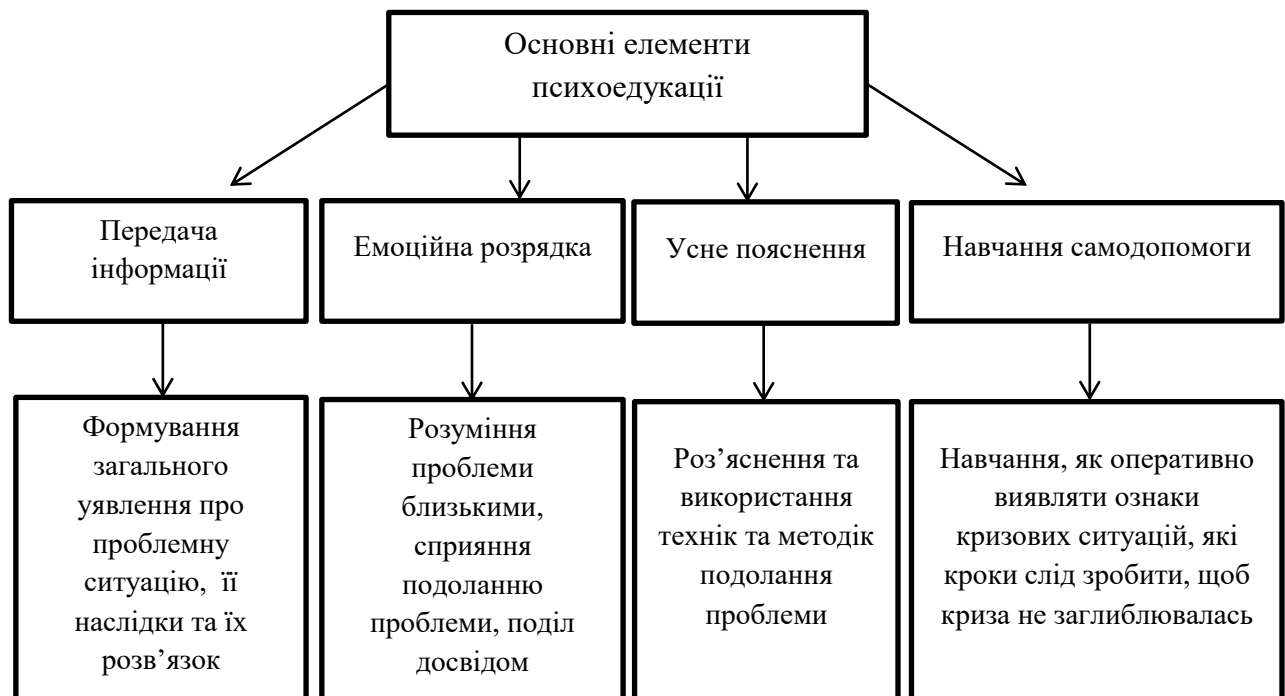 Основні елементи
психоедукації
Передача
інформації
Емоційна розрядка
Усне пояснення
Навчання самодопомоги
Формування
загального
уявлення про
проблемну
ситуацію, її
наслідки та їх
розв’язок
Розуміння
проблеми
близькими,
сприяння
подоланню
проблеми, поділ
досвідом
Роз’яснення та
використання
технік та методік
подолання
проблеми
Навчання, як оперативно
виявляти ознаки
кризових ситуацій, які
кроки слід зробити, щоб
криза не заглиблювалась